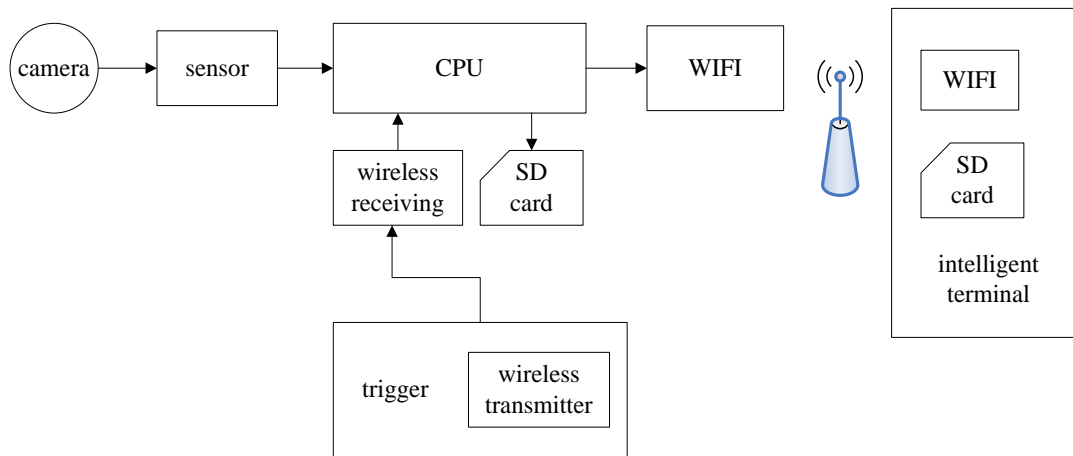 camera
sensor
CPU
WIFI
WIFI
wireless
receiving
SD
card
SD
card
intelligent
terminal
trigger
wireless
transmitter